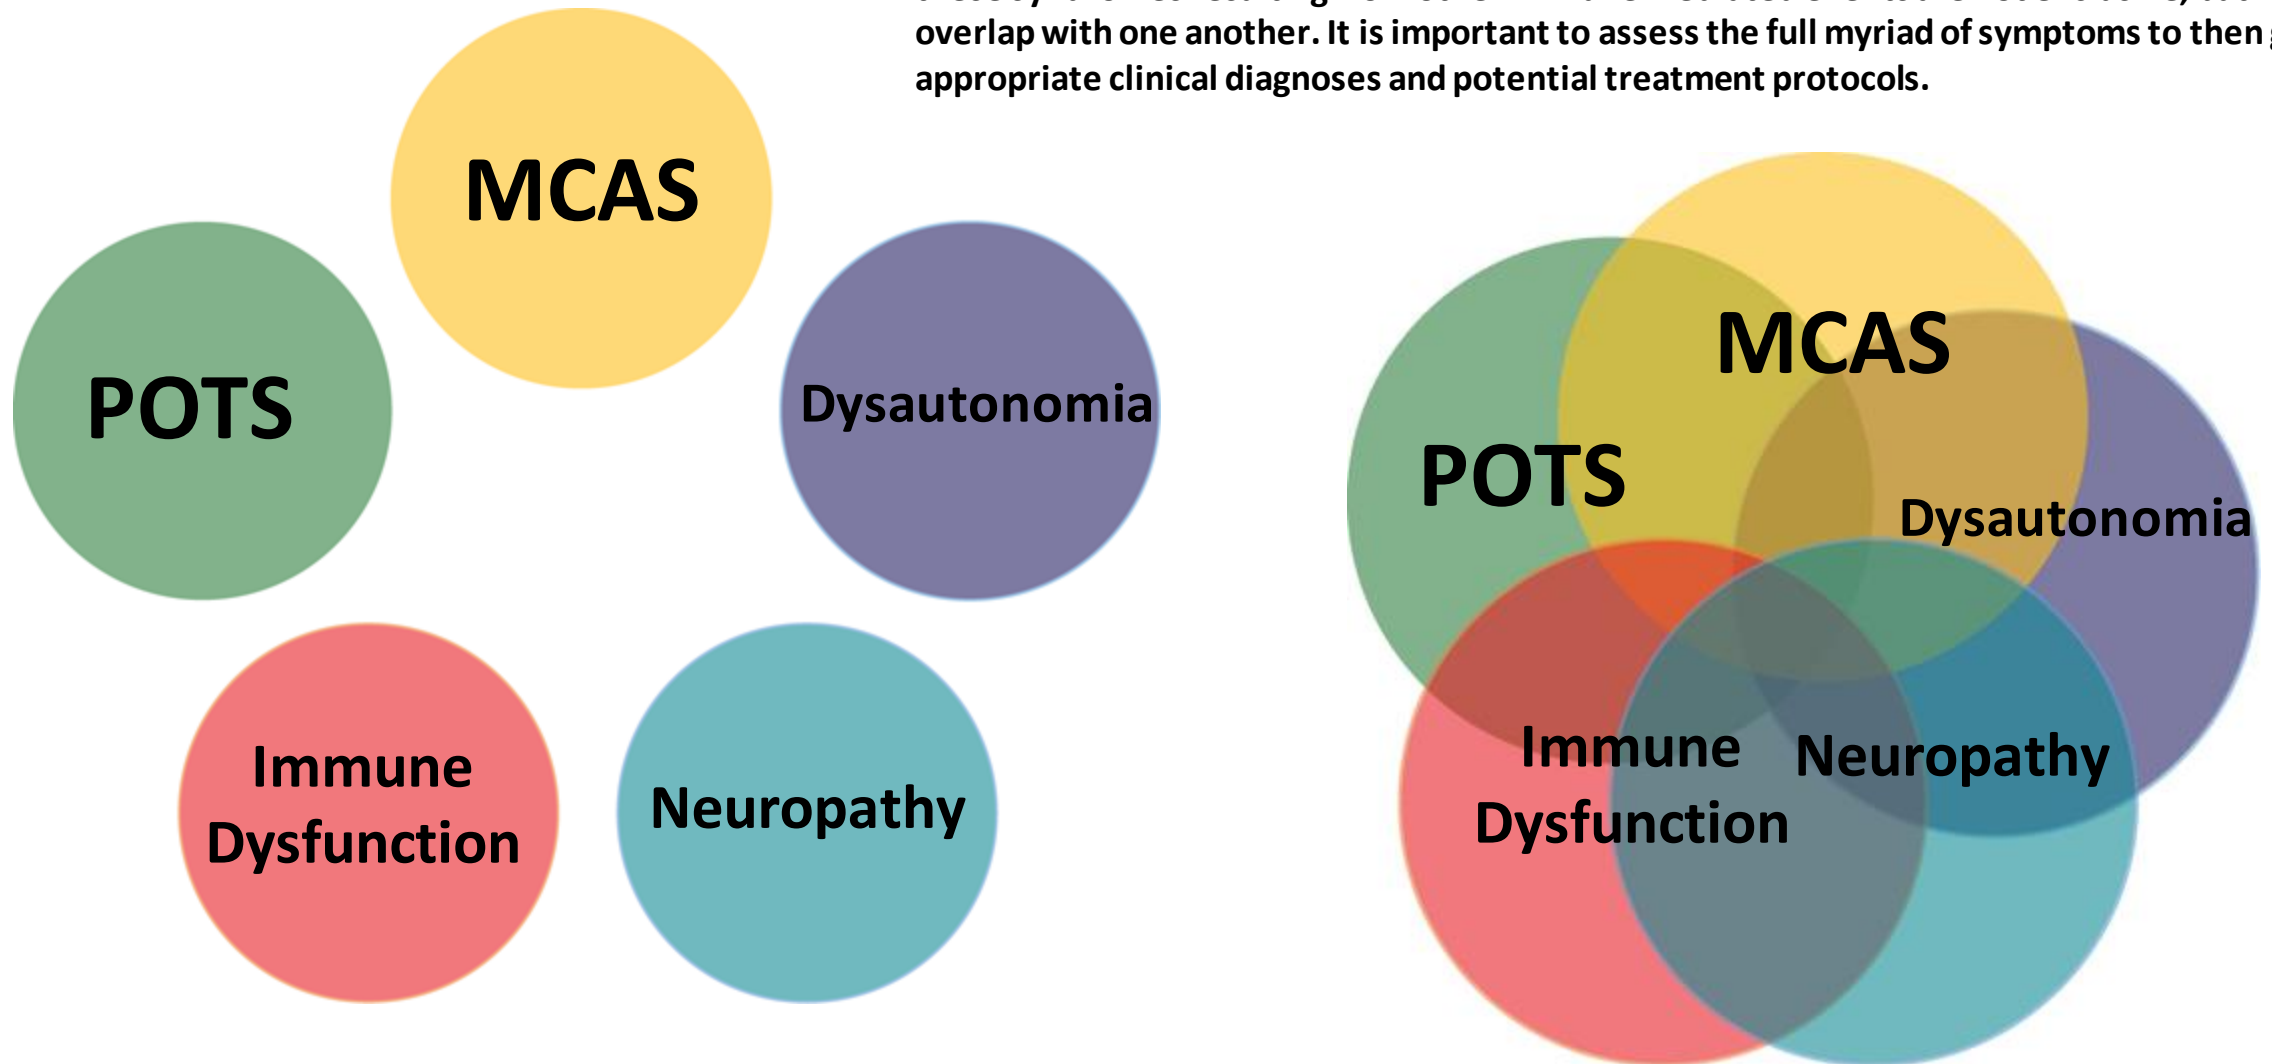 overlap with one another. It is important to assess the full myriad of symptoms to then
appropriate clinical diagnoses and potential treatment protocols.
MCAS
POTS
Dysautonomia
Immune
Dysfunction
Neuropathy
MCAS
POTS
Dysautonomia
Immune
Dysfunction
Neuropathy